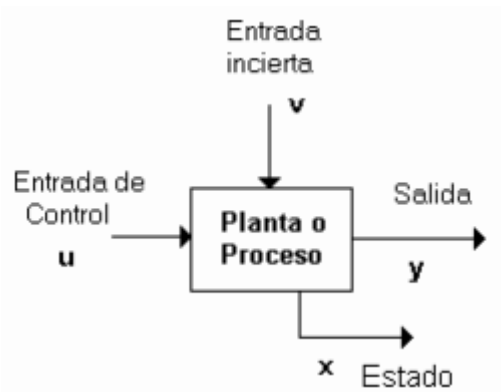 Entrada
incierta
v
Entrada de
Control
u
Planta o
Proceso
Salida
y
x Estado